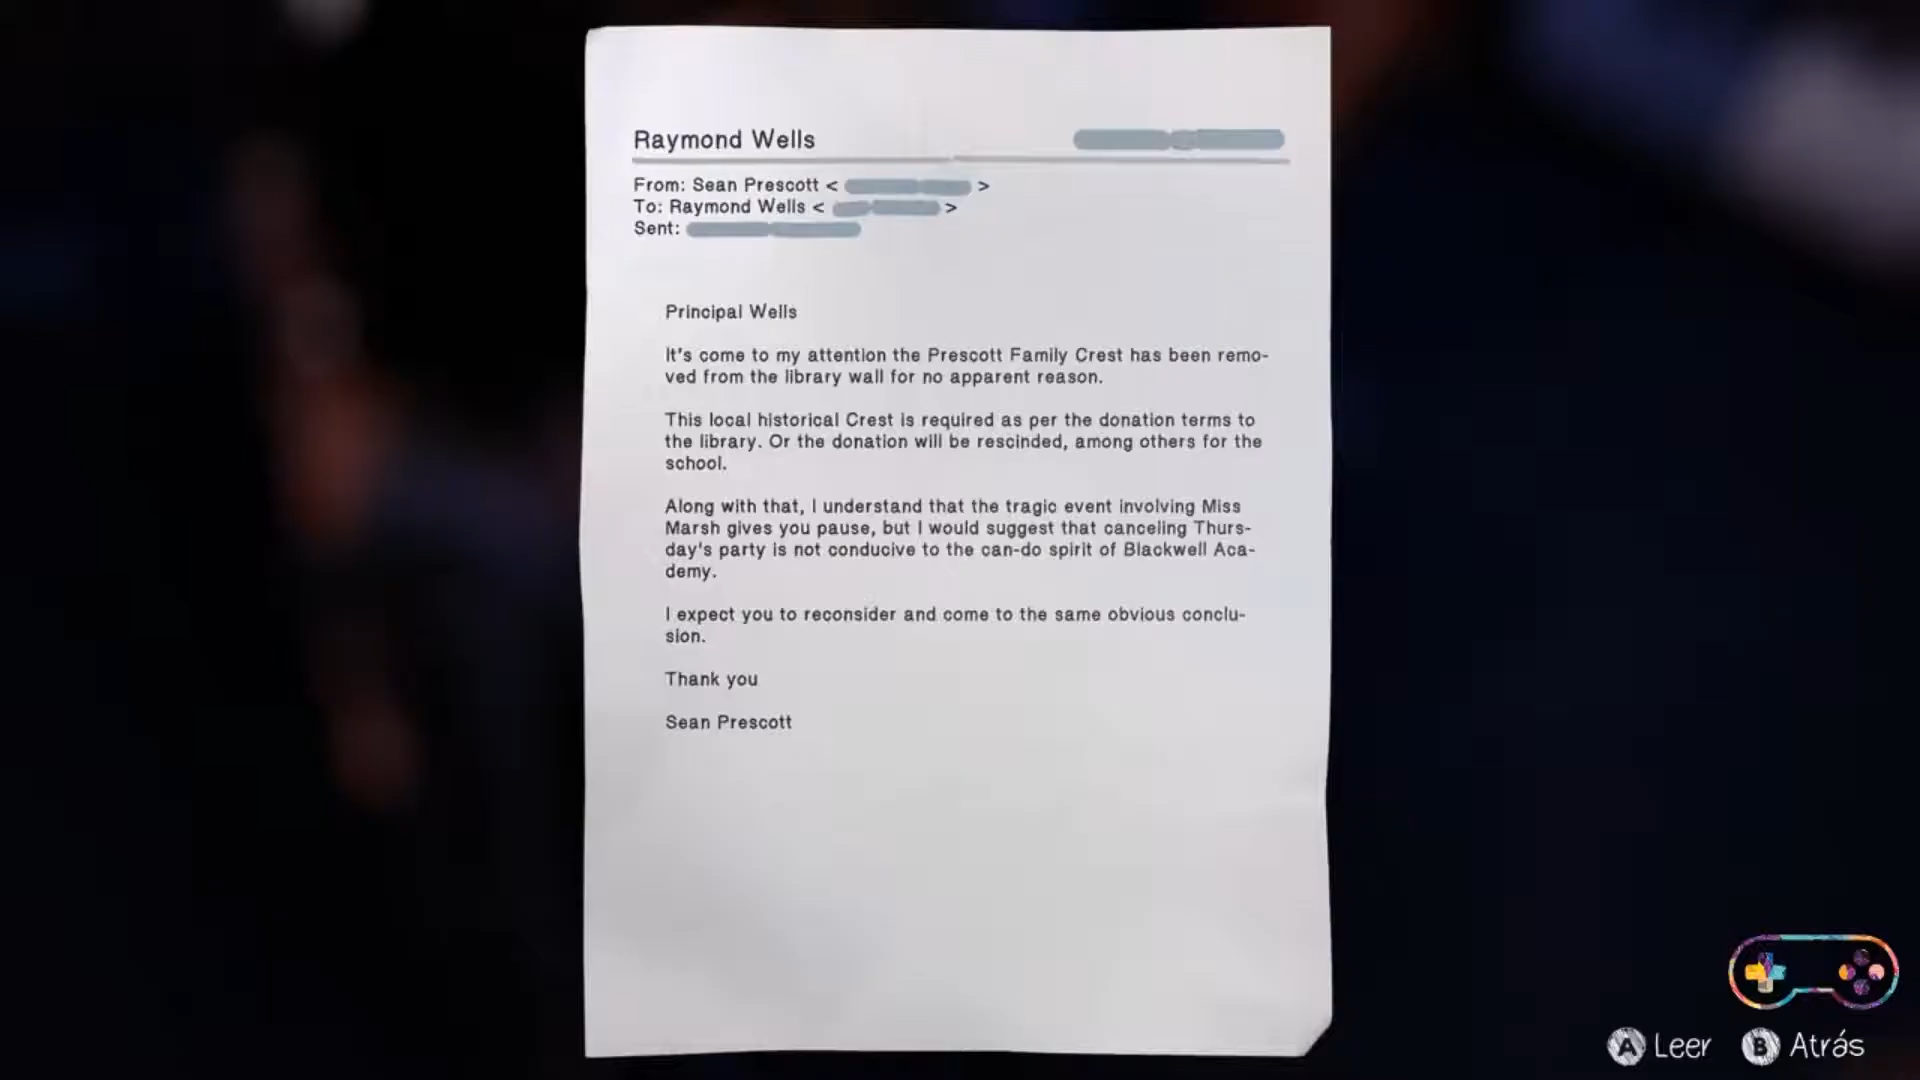 Raymond Wells
From: Sean Prescott < >
To: Raymond Wells < >
Sent:
Principal Wells
It's come to my attention the Prescott Family Crest has been remo-
ved from the library wall for no apparent reason.
This local historical Crest is required as per the donation terms to
the library. Or the donation will be rescinded, among others for the
school.
Along with that, I understand that the tragic event involving Miss
Marsh gives you pause, but I would suggest that canceling Thurs-
day's party is not conducive to the can-do spirit of Blackwell Aca-
demy.
I expect you to reconsider and come to the same obvious conclu-
sion.
Thank you
Sean Prescott
A Leer B Atrás